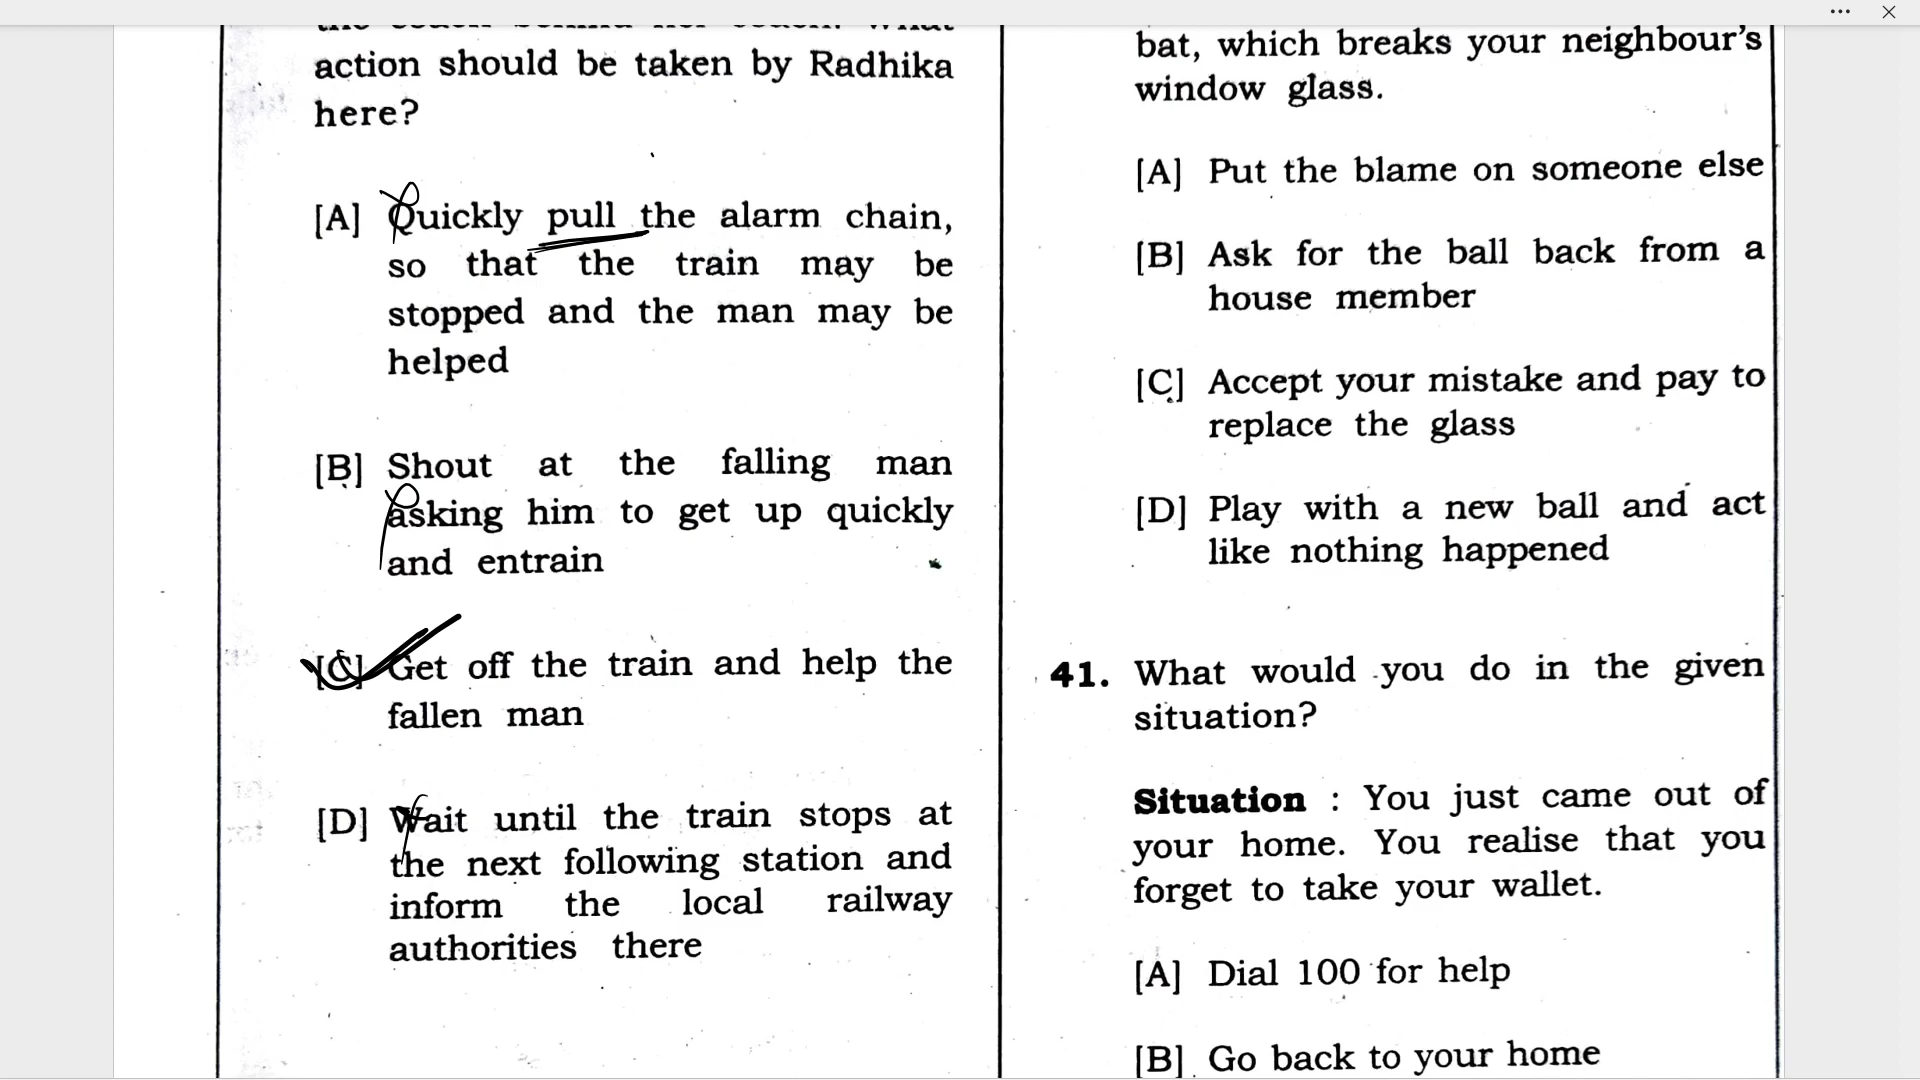 action should be taken by Radhika
here?
[A] Quickly pull the alarm chain,
so that the train may be
stopped and the man may be
helped
[B] Shout at the falling man
asking him to get up quickly
and entrain
[C] Get off the train and help the
fallen man
[D] Wait until the train stops at
the next following station and
inform the local railway
authorities there
bat, which breaks your neighbour's
window glass.
[A] Put the blame on someone else
[B] Ask for the ball back from a
house member
[C] Accept your mistake and pay to
replace the glass
[D] Play with a new ball and act
like nothing happened
41. What would you do in the given
situation?
Situation : You just came out of
your home. You realise that you
forget to take your wallet.
[A] Dial 100 for help
[B] Go back to your home